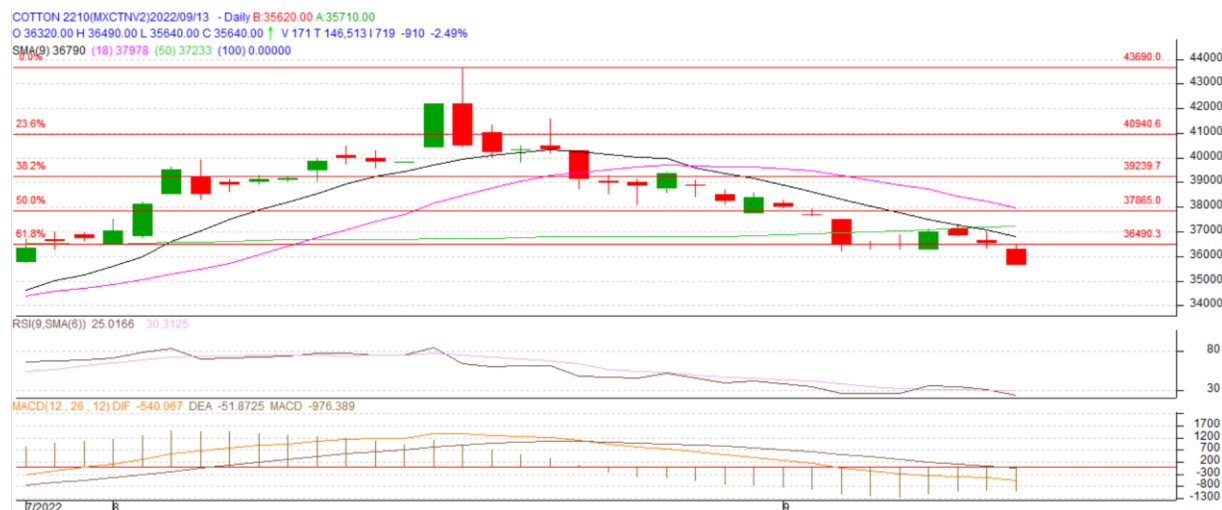 COTTON 2210(MXCTNV2)2022/09/13 - Daily B:35620.00 A:35710.00
O 36320.00 H 36490.00 L 35640.00 C 35640.00 ↑ V 171 T 146,513 I 719 -910 -2.49%
SMA(9) 36790 (18) 37978 (50) 37233 (100) 0.00000
0.0% 43690.0 44000
43000
42000
23.6% 40940.6 41000
40000
38.2% 39239.7 39000
50.0% 37865.0 38000
37000
61.8% 36490.3 36000
35000
34000
RSI(9,SMA(6)) 25.0166 30.3125
80
30
MACD(12 , 26 , 12) DIF -540.067 DEA -51.8725 MACD -976.389
1700
1200
700
200
-300
-800
-1300
7/2022 8 9